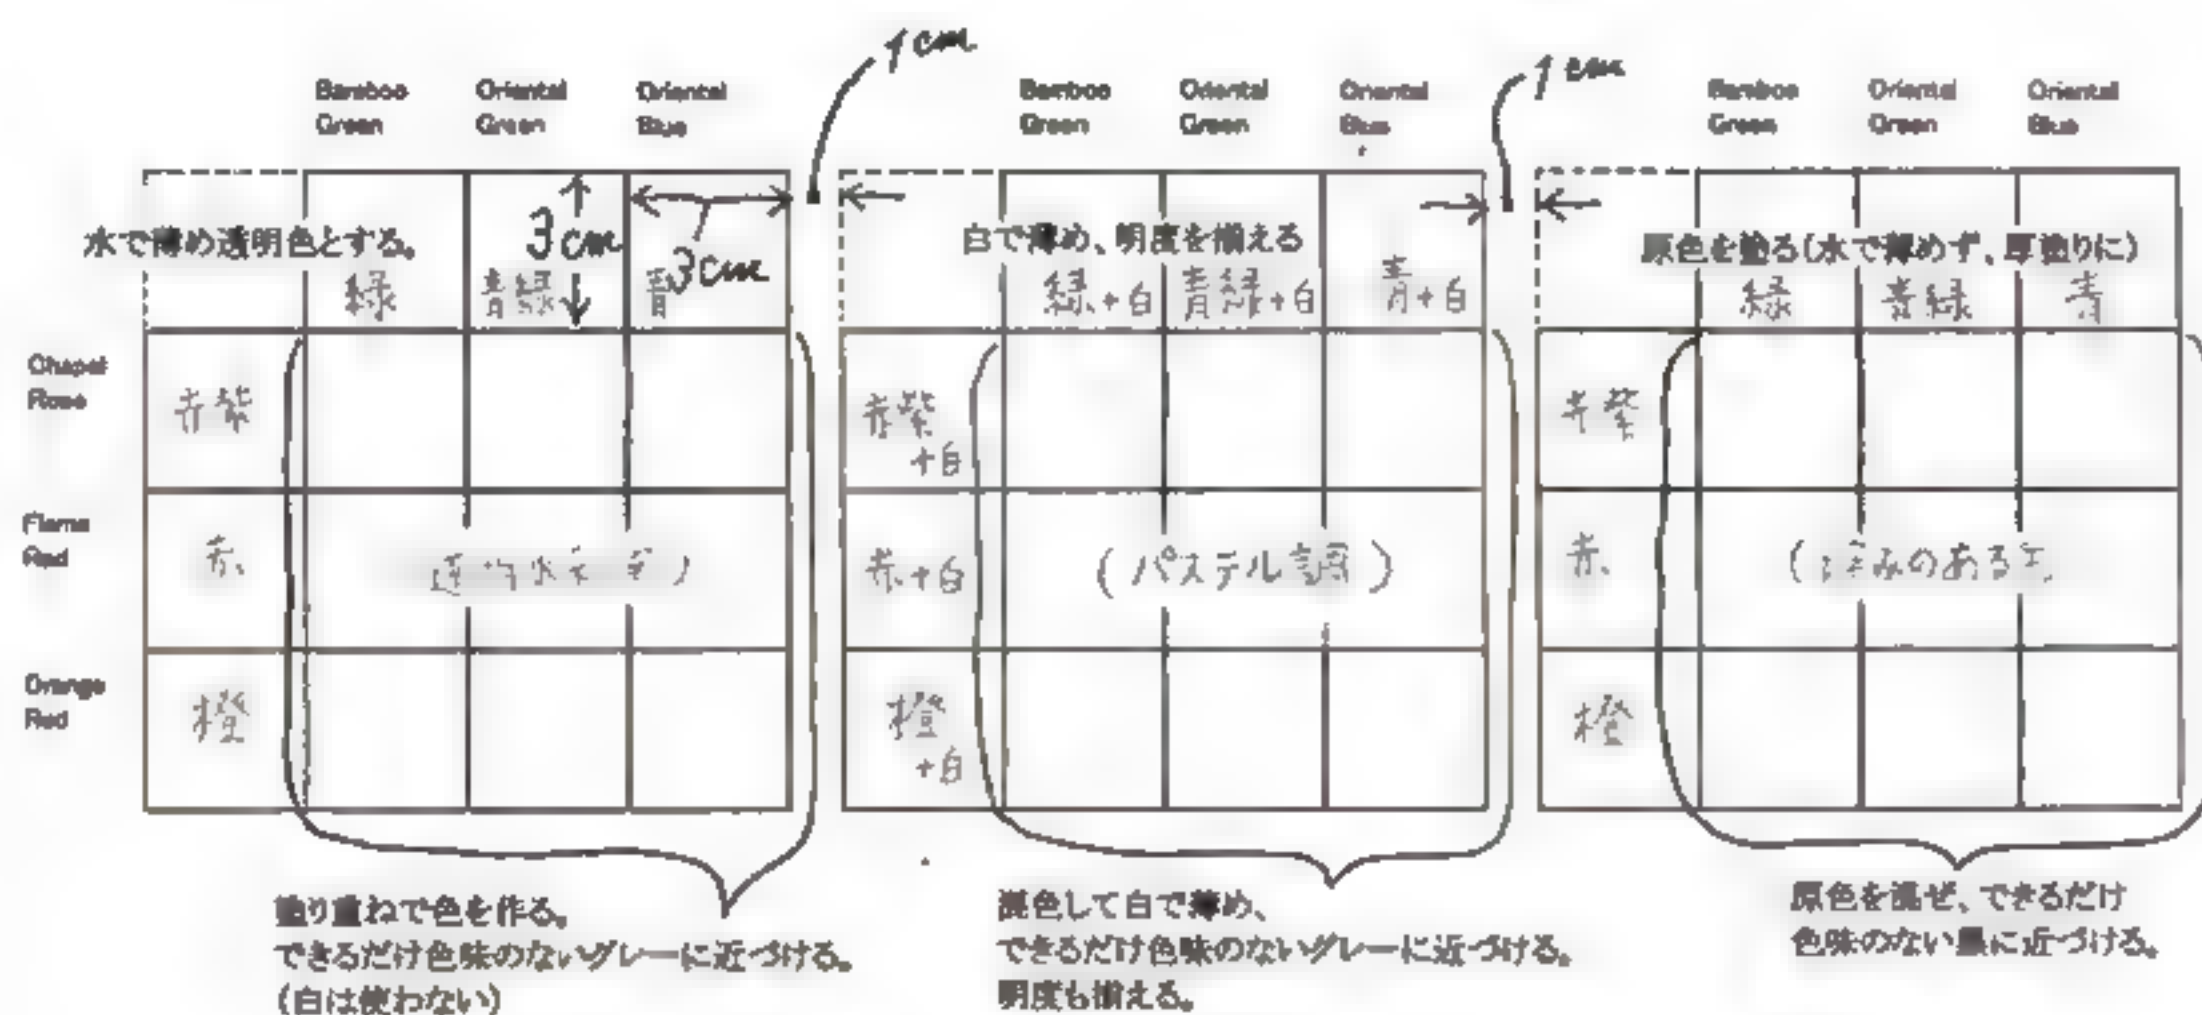 1cm
1cm
Bamboo Green
Oriental Green
Oriental Blue
Bamboo Green
Oriental Green
Oriental Blue
Bamboo Green
Oriental Green
Oriental Blue
水で薄め透明色とする。
3cm
3cm
緑
青緑
青
白で薄め、明度を揃える
緑+白
青緑+白
青+白
原色を塗る(水で薄めず、厚塗りに)
緑
青緑
青
Chapel Rose
赤紫
赤紫+白
赤紫
Flame Red
赤
赤+白
(パステル調)
赤
みのある
Orange Red
橙
橙+白
橙
塗り重ねで色を作る。
できるだけ色味のないグレーに近づける。
(白は使わない)
混色して白で薄め、
できるだけ色味のないグレーに近づける。
明度も揃える。
原色を混ぜ、できるだけ
色味のない黒に近づける。